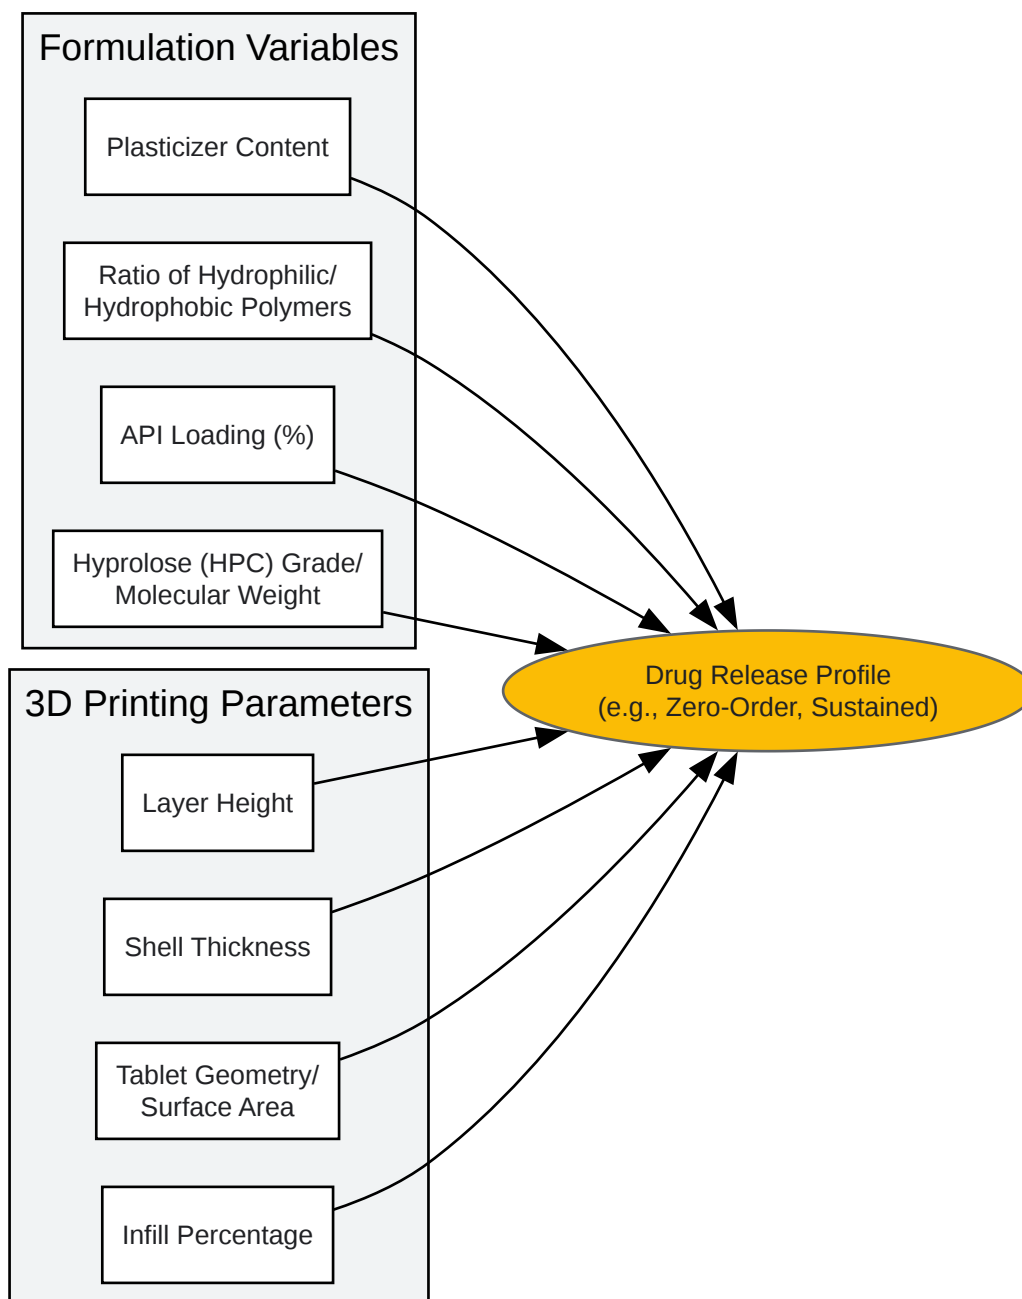 Formulation Variables
Plasticizer Content
Ratio of Hydrophilic/
Hydrophobic Polymers
API Loading (%)
Hyprolose (HPC) Grade/
Molecular Weight
Drug Release Profile
(e.g., Zero-Order, Sustained)
3D Printing Parameters
Layer Height
Shell Thickness
Tablet Geometry/
Surface Area
Infill Percentage